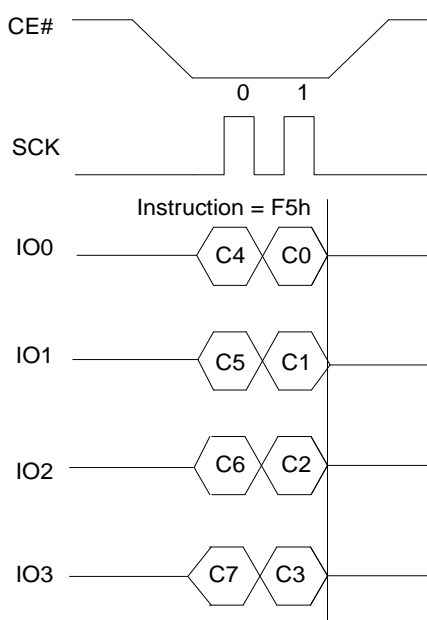 CE#
0 1
SCK
Instruction = F5h
IO0 C4 C0
IO1 C5 C1
IO2 C6 C2
IO3 C7 C3